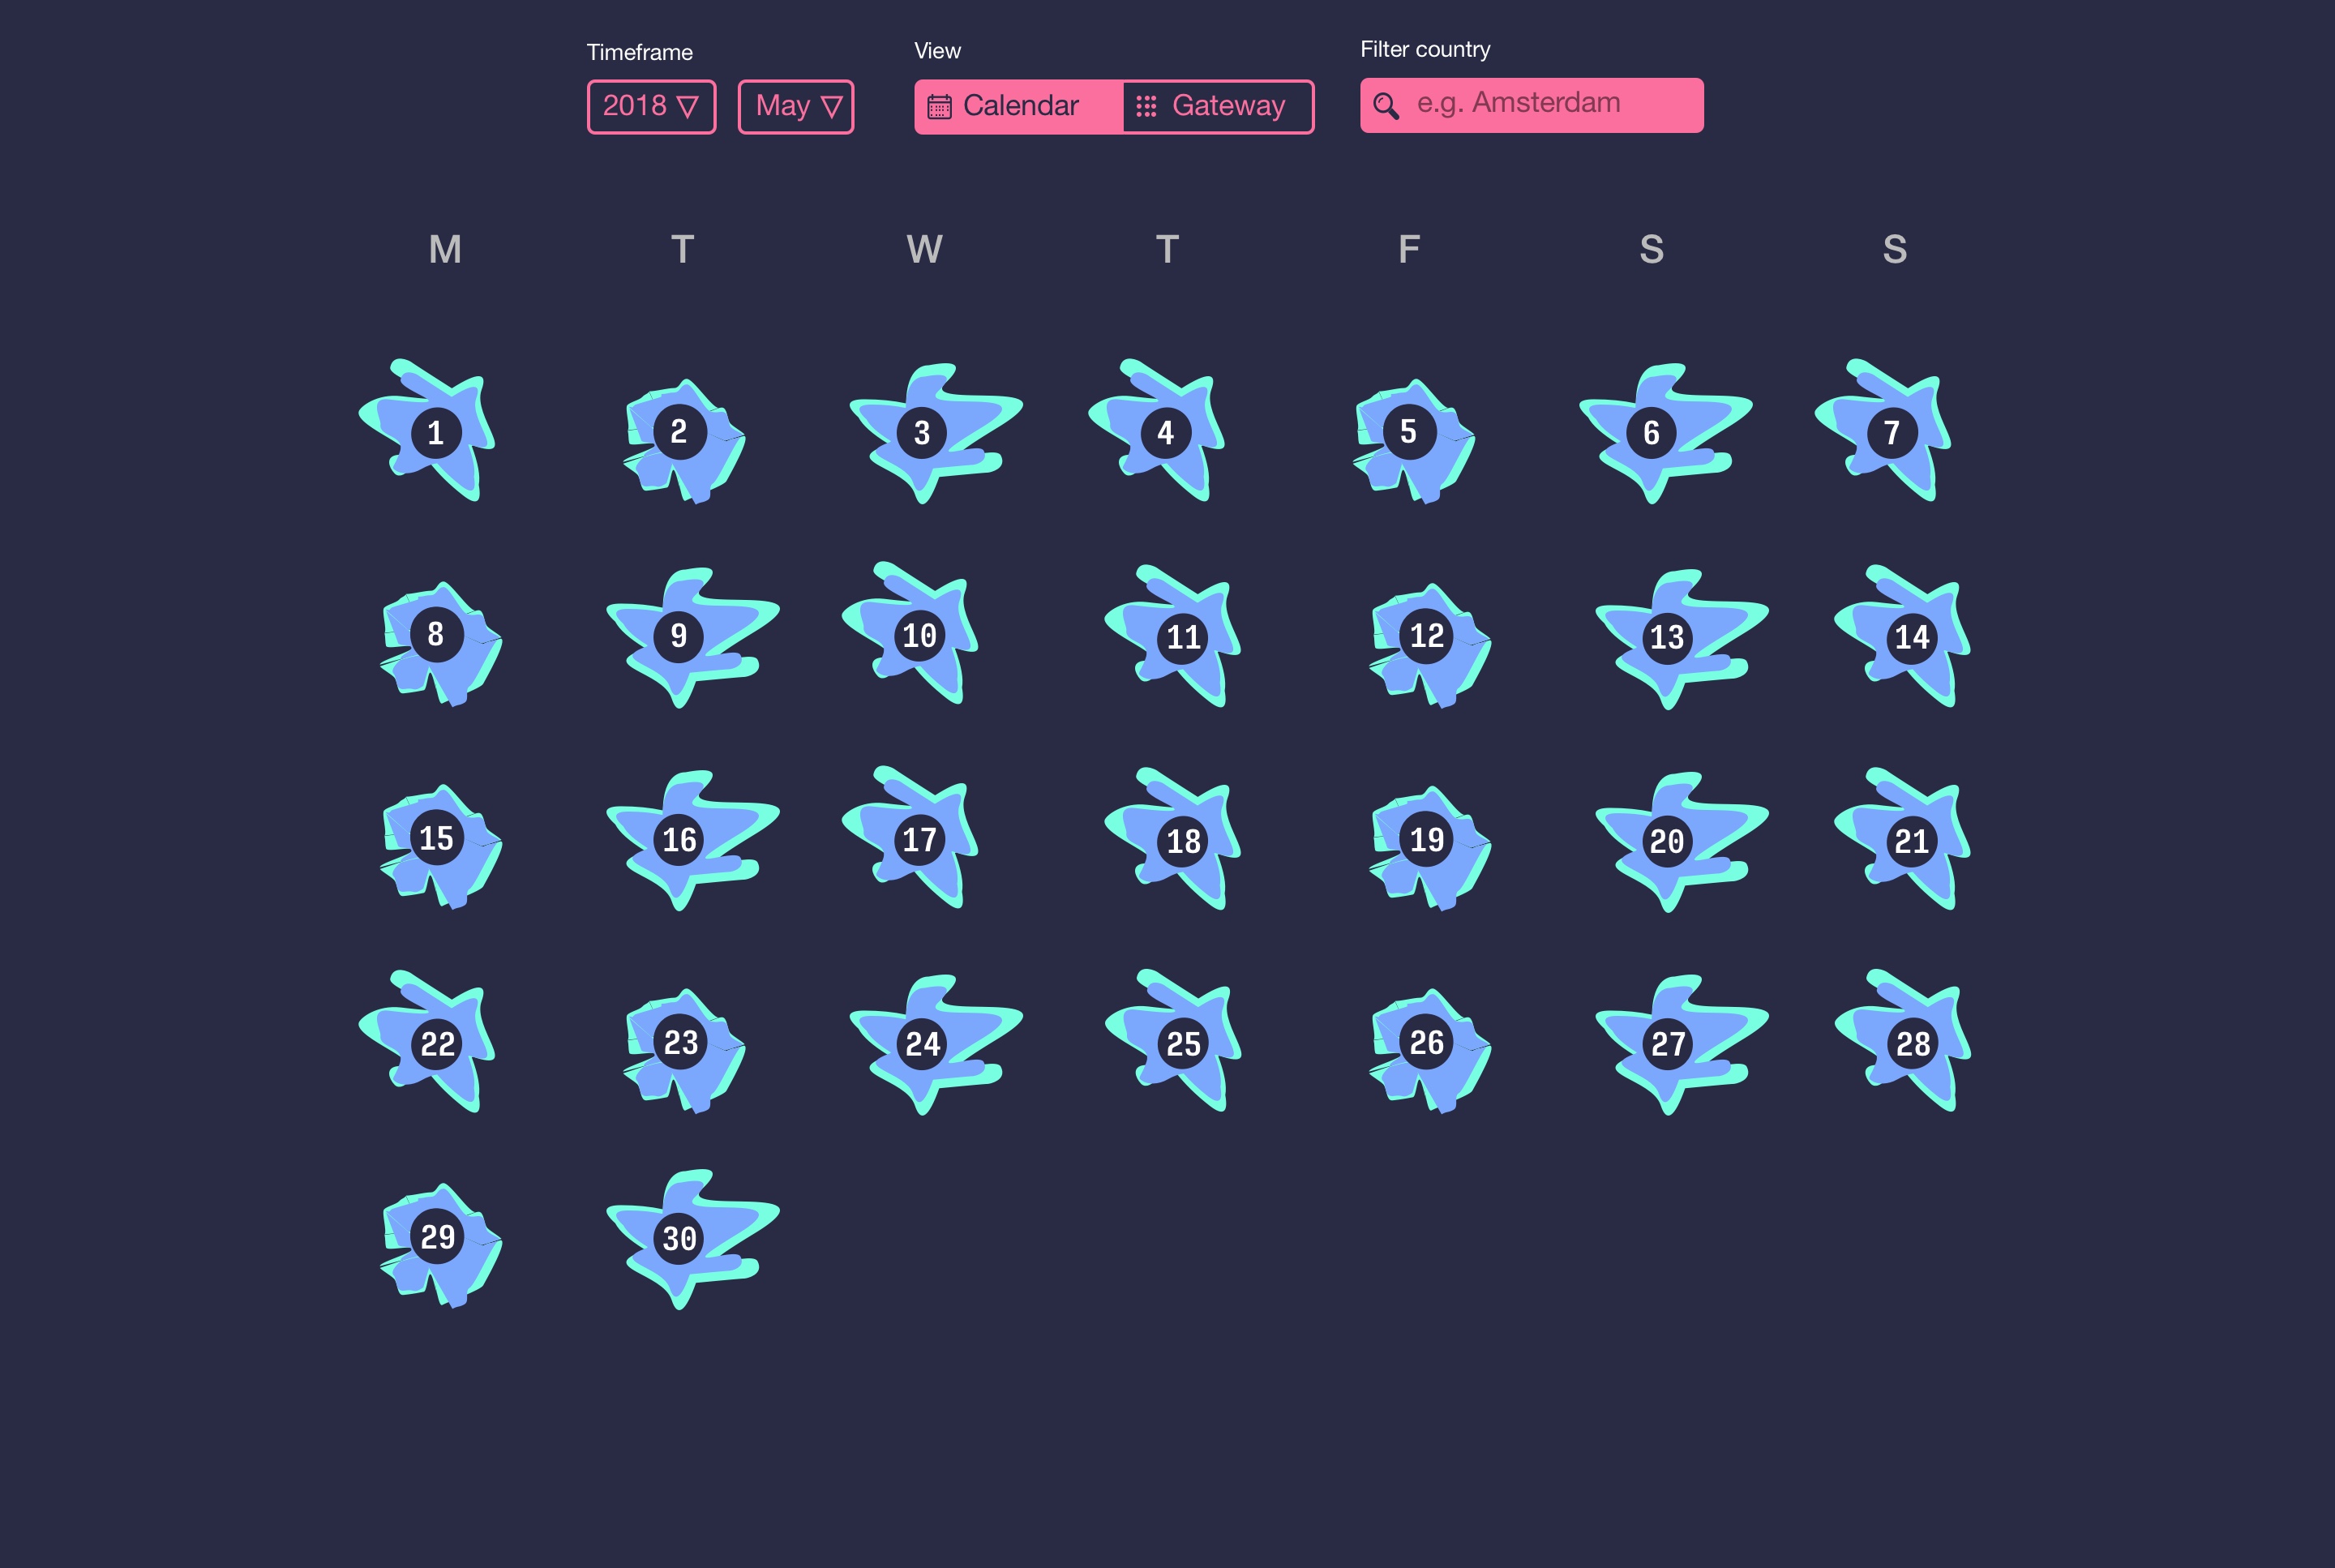 Timeframe
View
Filter country
2018 May
Calendar Gateway
e.g. Amsterdam
M T W T F S S
1 2 3 4 5 6 7
8 9 10 11 12 13 14
15 16 17 18 19 20 21
22 23 24 25 26 27 28
29 30